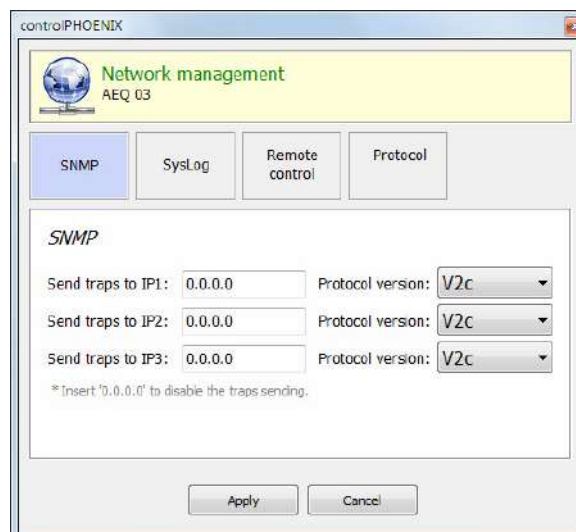 controlPHOENIX
Network management
AEQ 03
SNMP
SysLog
Remote
control
Protocol
SNMP
Send traps to IP1: 0.0.0.0 Protocol version: V2c
Send traps to IP2: 0.0.0.0 Protocol version: V2c
Send traps to IP3: 0.0.0.0 Protocol version: V2c
* Insert '0.0.0.0' to disable the traps sending.
Apply Cancel